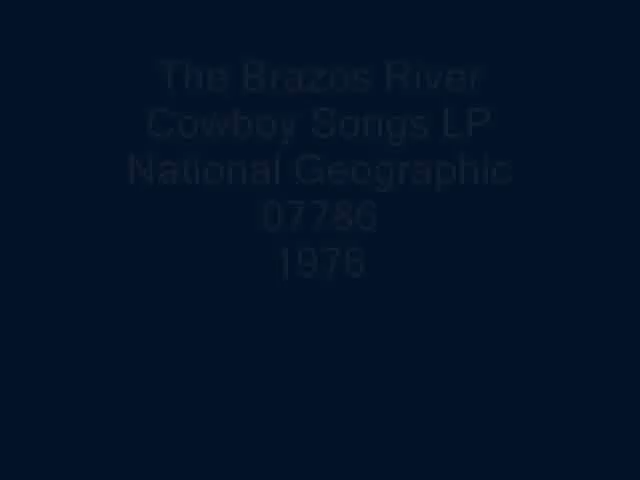 The Brazos River
Cowboy Songs LP
National Geographic
07786
1976